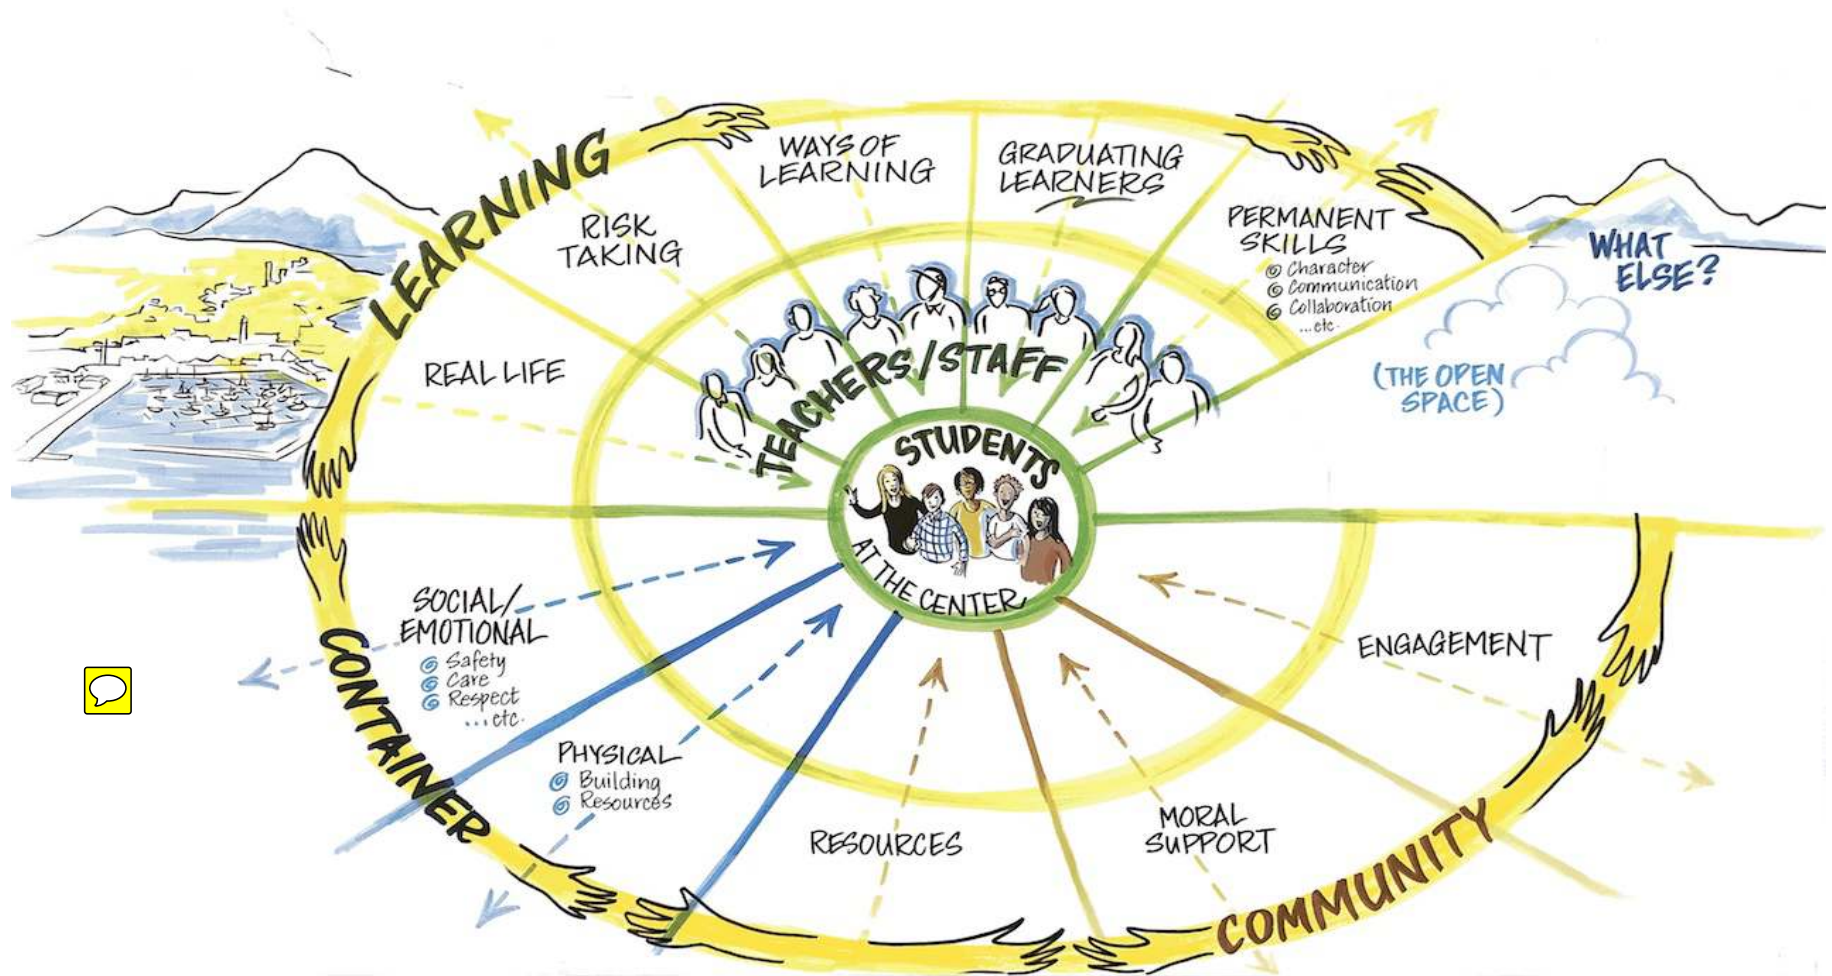 LEARNING
WAYS OF
LEARNING
GRADUATING
LEARNERS
RISK
TAKING
PERMANENT
SKILLS
Character
Communication
Collaboration
...etc.
WHAT
ELSE?
(THE OPEN
SPACE)
REAL LIFE
TEACHERS/STAFF
STUDENTS
AT THE CENTER
SOCIAL/
EMOTIONAL
Safety
Care
Respect
...etc.
CONTAINER
PHYSICAL
Building
Resources
RESOURCES
MORAL
SUPPORT
ENGAGEMENT
COMMUNITY